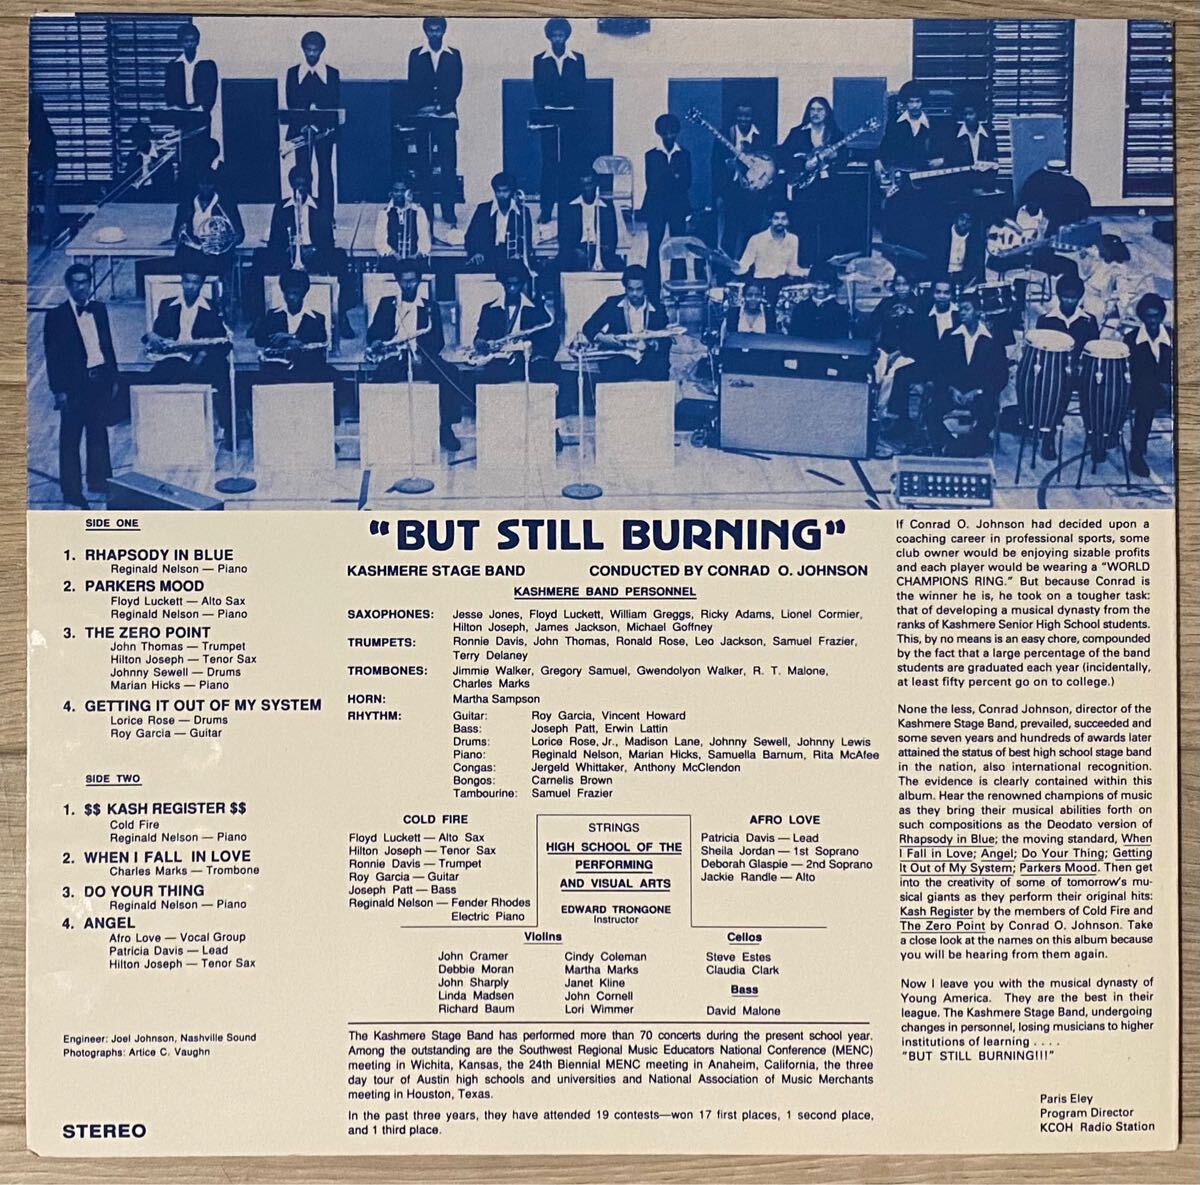 SIDE ONE
1. RHAPSODY IN BLUE
Reginald Nelson — Piano
2. PARKERS MOOD
Floyd Luckett — Alto Sax
Reginald Nelson — Piano
3. THE ZERO POINT
John Thomas — Trumpet
Hilton Joseph — Tenor Sax
Johnny Sewell — Drums
Marian Hicks — Piano
4. GETTING IT OUT OF MY SYSTEM
Lorice Rose — Drums
Roy Garcia — Guitar
SIDE TWO
1. $$ KASH REGISTER $$
Cold Fire
Reginald Nelson — Piano
2. WHEN I FALL IN LOVE
Charles Marks — Trombone
3. DO YOUR THING
Reginald Nelson — Piano
4. ANGEL
Afro Love — Vocal Group
Patricia Davis — Lead
Hilton Joseph — Tenor Sax
Engineer: Joel Johnson, Nashville Sound
Photographs: Artice C. Vaughn
STEREO
"BUT STILL BURNING"
KASHMERE STAGE BAND CONDUCTED BY CONRAD O. JOHNSON
KASHMERE BAND PERSONNEL
SAXOPHONES: Jesse Jones, Floyd Luckett, William Greggs, Ricky Adams, Lionel Cormier,
Hilton Joseph, James Jackson, Michael Goffney
TRUMPETS: Ronnie Davis, John Thomas, Ronald Rose, Leo Jackson, Samuel Frazier,
Terry Delaney
TROMBONES: Jimmie Walker, Gregory Samuel, Gwendolyon Walker, R. T. Malone,
Charles Marks
HORN: Martha Sampson
RHYTHM: Guitar: Roy Garcia, Vincent Howard
Bass: Joseph Patt, Erwin Lattin
Drums: Lorice Rose, Jr., Madison Lane, Johnny Sewell, Johnny Lewis
Piano: Reginald Nelson, Marian Hicks, Samuella Barnum, Rita McAfee
Congas: Jergeld Whittaker, Anthony McClendon
Bongos: Carnelis Brown
Tambourine: Samuel Frazier
COLD FIRE
Floyd Luckett — Alto Sax
Hilton Joseph — Tenor Sax
Ronnie Davis — Trumpet
Roy Garcia — Guitar
Joseph Patt — Bass
Reginald Nelson — Fender Rhodes
Electric Piano
STRINGS
HIGH SCHOOL OF THE
PERFORMING
AND VISUAL ARTS
EDWARD TRONGONE
Instructor
AFRO LOVE
Patricia Davis — Lead
Sheila Jordan — 1st Soprano
Deborah Glaspie — 2nd Soprano
Jackie Randle — Alto
Violins
John Cramer
Debbie Moran
John Sharply
Linda Madsen
Richard Baum
Cindy Coleman
Martha Marks
Janet Kline
John Cornell
Lori Wimmer
Cellos
Steve Estes
Claudia Clark
Bass
David Malone
The Kashmere Stage Band has performed more than 70 concerts during the present school year.
Among the outstanding are the Southwest Regional Music Educators National Conference (MENC)
meeting in Wichita, Kansas, the 24th Biennial MENC meeting in Anaheim, California, the three
day tour of Austin high schools and universities and National Association of Music Merchants
meeting in Houston, Texas.
In the past three years, they have attended 19 contests—won 17 first places, 1 second place,
and 1 third place.
If Conrad O. Johnson had decided upon a
coaching career in professional sports, some
club owner would be enjoying sizable profits
and each player would be wearing a "WORLD
CHAMPIONS RING." But because Conrad is
the winner he is, he took on a tougher task:
that of developing a musical dynasty from the
ranks of Kashmere Senior High School students.
This, by no means is an easy chore, compounded
by the fact that a large percentage of the band
students are graduated each year (incidentally,
at least fifty percent go on to college.)
None the less, Conrad Johnson, director of the
Kashmere Stage Band, prevailed, succeeded and
some seven years and hundreds of awards later
attained the status of best high school stage band
in the nation, also international recognition.
The evidence is clearly contained within this
album. Hear the renowned champions of music
as they bring their musical abilities forth on
such compositions as the Deodato version of
Rhapsody in Blue; the moving standard, When
I Fall in Love; Angel; Do Your Thing; Getting
It Out of My System; Parkers Mood. Then get
into the creativity of some of tomorrow's mu-
sical giants as they perform their original hits:
Kash Register by the members of Cold Fire and
The Zero Point by Conrad O. Johnson. Take
a close look at the names on this album because
you will be hearing from them again.
Now I leave you with the musical dynasty of
Young America. They are the best in their
league. The Kashmere Stage Band, undergoing
changes in personnel, losing musicians to higher
institutions of learning . . . .
"BUT STILL BURNING!!!"
Paris Eley
Program Director
KCOH Radio Station